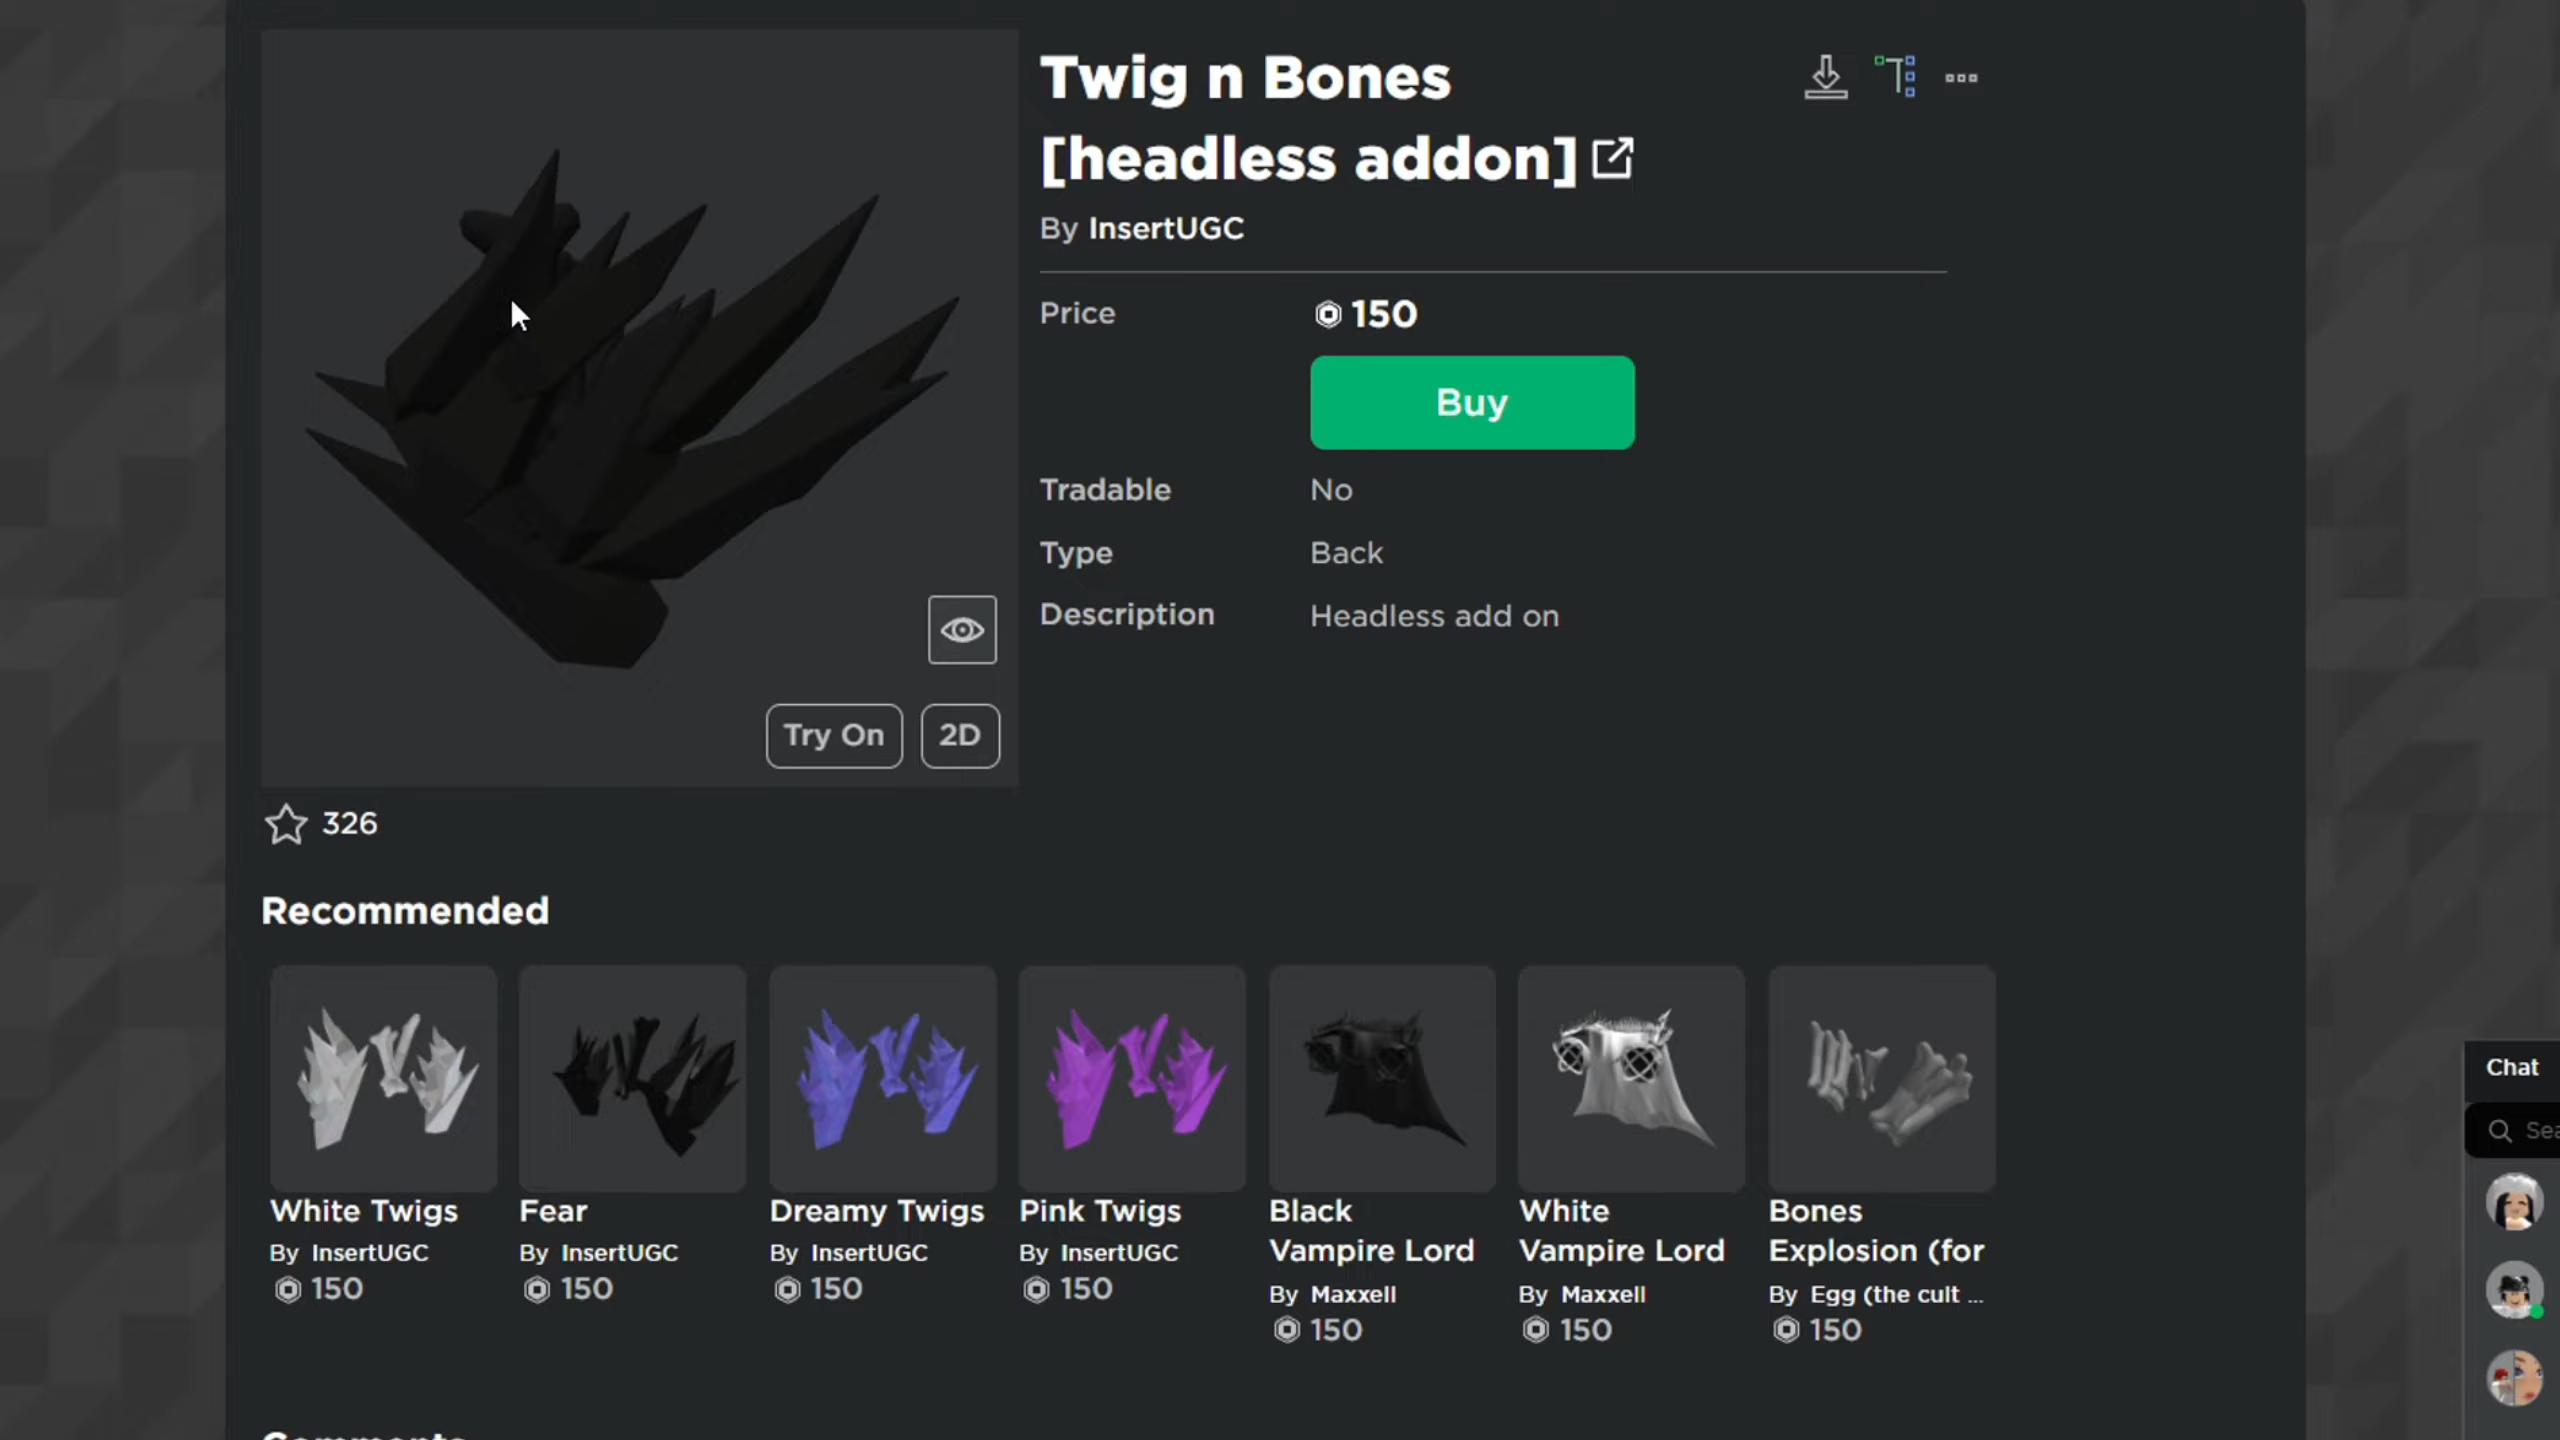 Twig n Bones
[headless addon]
By InsertUGC
Price 150
Buy
Tradable No
Type Back
Description Headless add on
Try On 2D
326
Recommended
White Twigs
By InsertUGC
150
Fear
By InsertUGC
150
Dreamy Twigs
By InsertUGC
150
Pink Twigs
By InsertUGC
150
Black
Vampire Lord
By Maxxell
150
White
Vampire Lord
By Maxxell
150
Bones
Explosion (for
By Egg (the cult ...
150
Chat
Sea
Comments